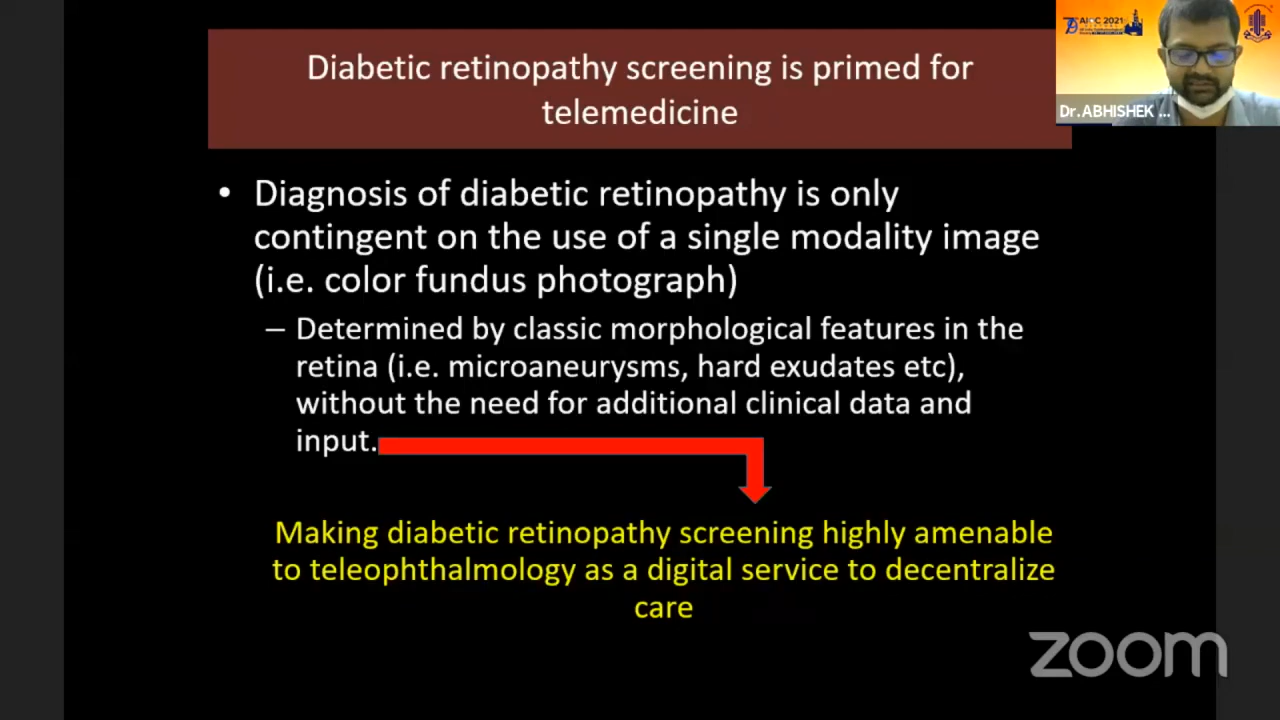 Diabetic retinopathy screening is primed for
telemedicine
AIOC 2021
Dr.ABHISHEK ...
• Diagnosis of diabetic retinopathy is only
contingent on the use of a single modality image
(i.e. color fundus photograph)
– Determined by classic morphological features in the
retina (i.e. microaneurysms, hard exudates etc),
without the need for additional clinical data and
input.
Making diabetic retinopathy screening highly amenable
to teleophthalmology as a digital service to decentralize
care
zoom